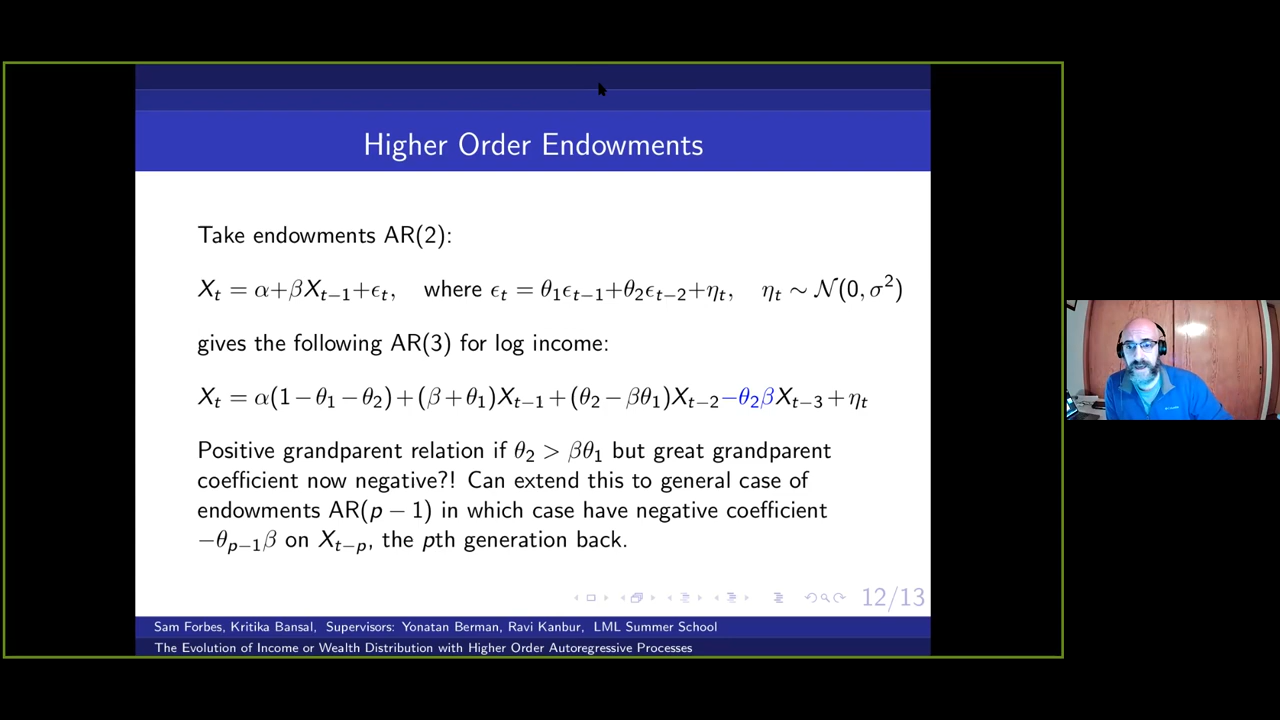 Higher Order Endowments
Take endowments AR(2):
X_t = α+βX_{t−1}+ϵ_t,   where ϵ_t = θ_1ϵ_{t−1}+θ_2ϵ_{t−2}+η_t,   η_t ∼ 𝒩(0, σ²)
gives the following AR(3) for log income:
X_t = α(1−θ_1−θ_2)+(β+θ_1)X_{t−1}+(θ_2−βθ_1)X_{t−2}−θ_2βX_{t−3}+η_t
Positive grandparent relation if θ_2 > βθ_1 but great grandparent
coefficient now negative?! Can extend this to general case of
endowments AR(p − 1) in which case have negative coefficient
−θ_{p−1}β on X_{t−p}, the pth generation back.
12/13
Sam Forbes, Kritika Bansal, Supervisors: Yonatan Berman, Ravi Kanbur, LML Summer School
The Evolution of Income or Wealth Distribution with Higher Order Autoregressive Processes